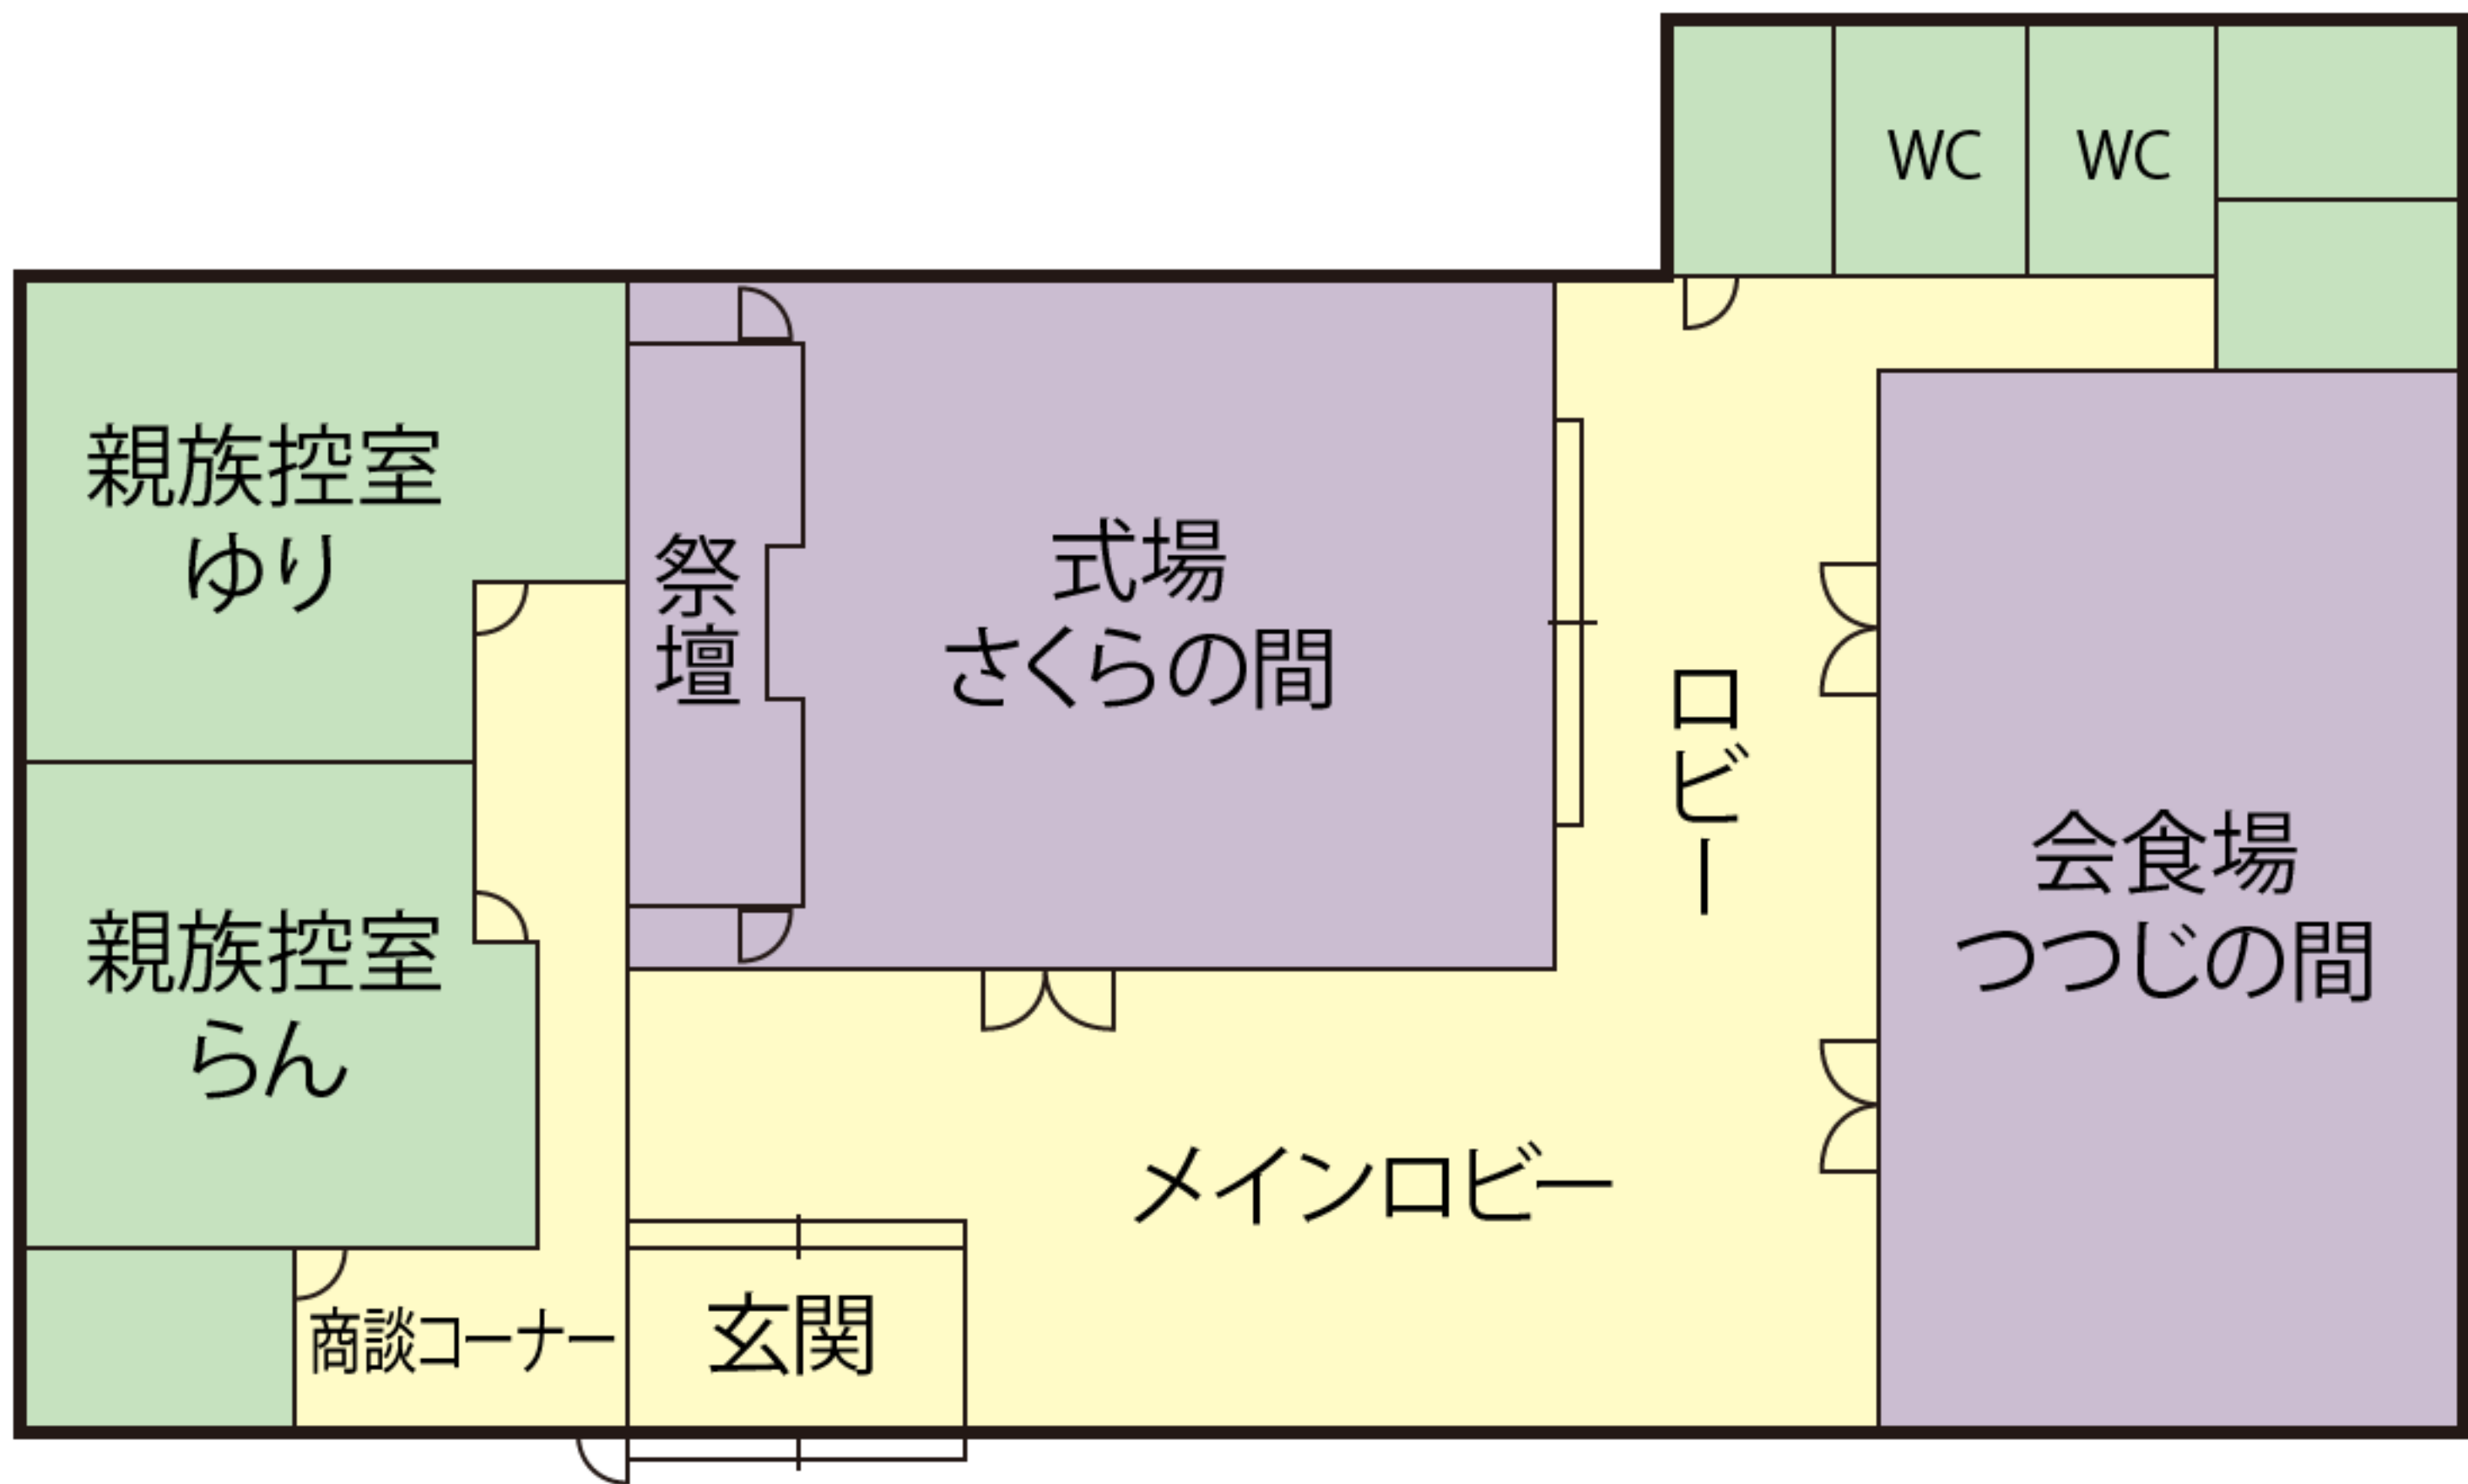 WC
WC
親族控室
ゆり
祭壇
式場
さくらの間
ロビー
会食場
つつじの間
親族控室
らん
メインロビー
商談コーナー
玄関